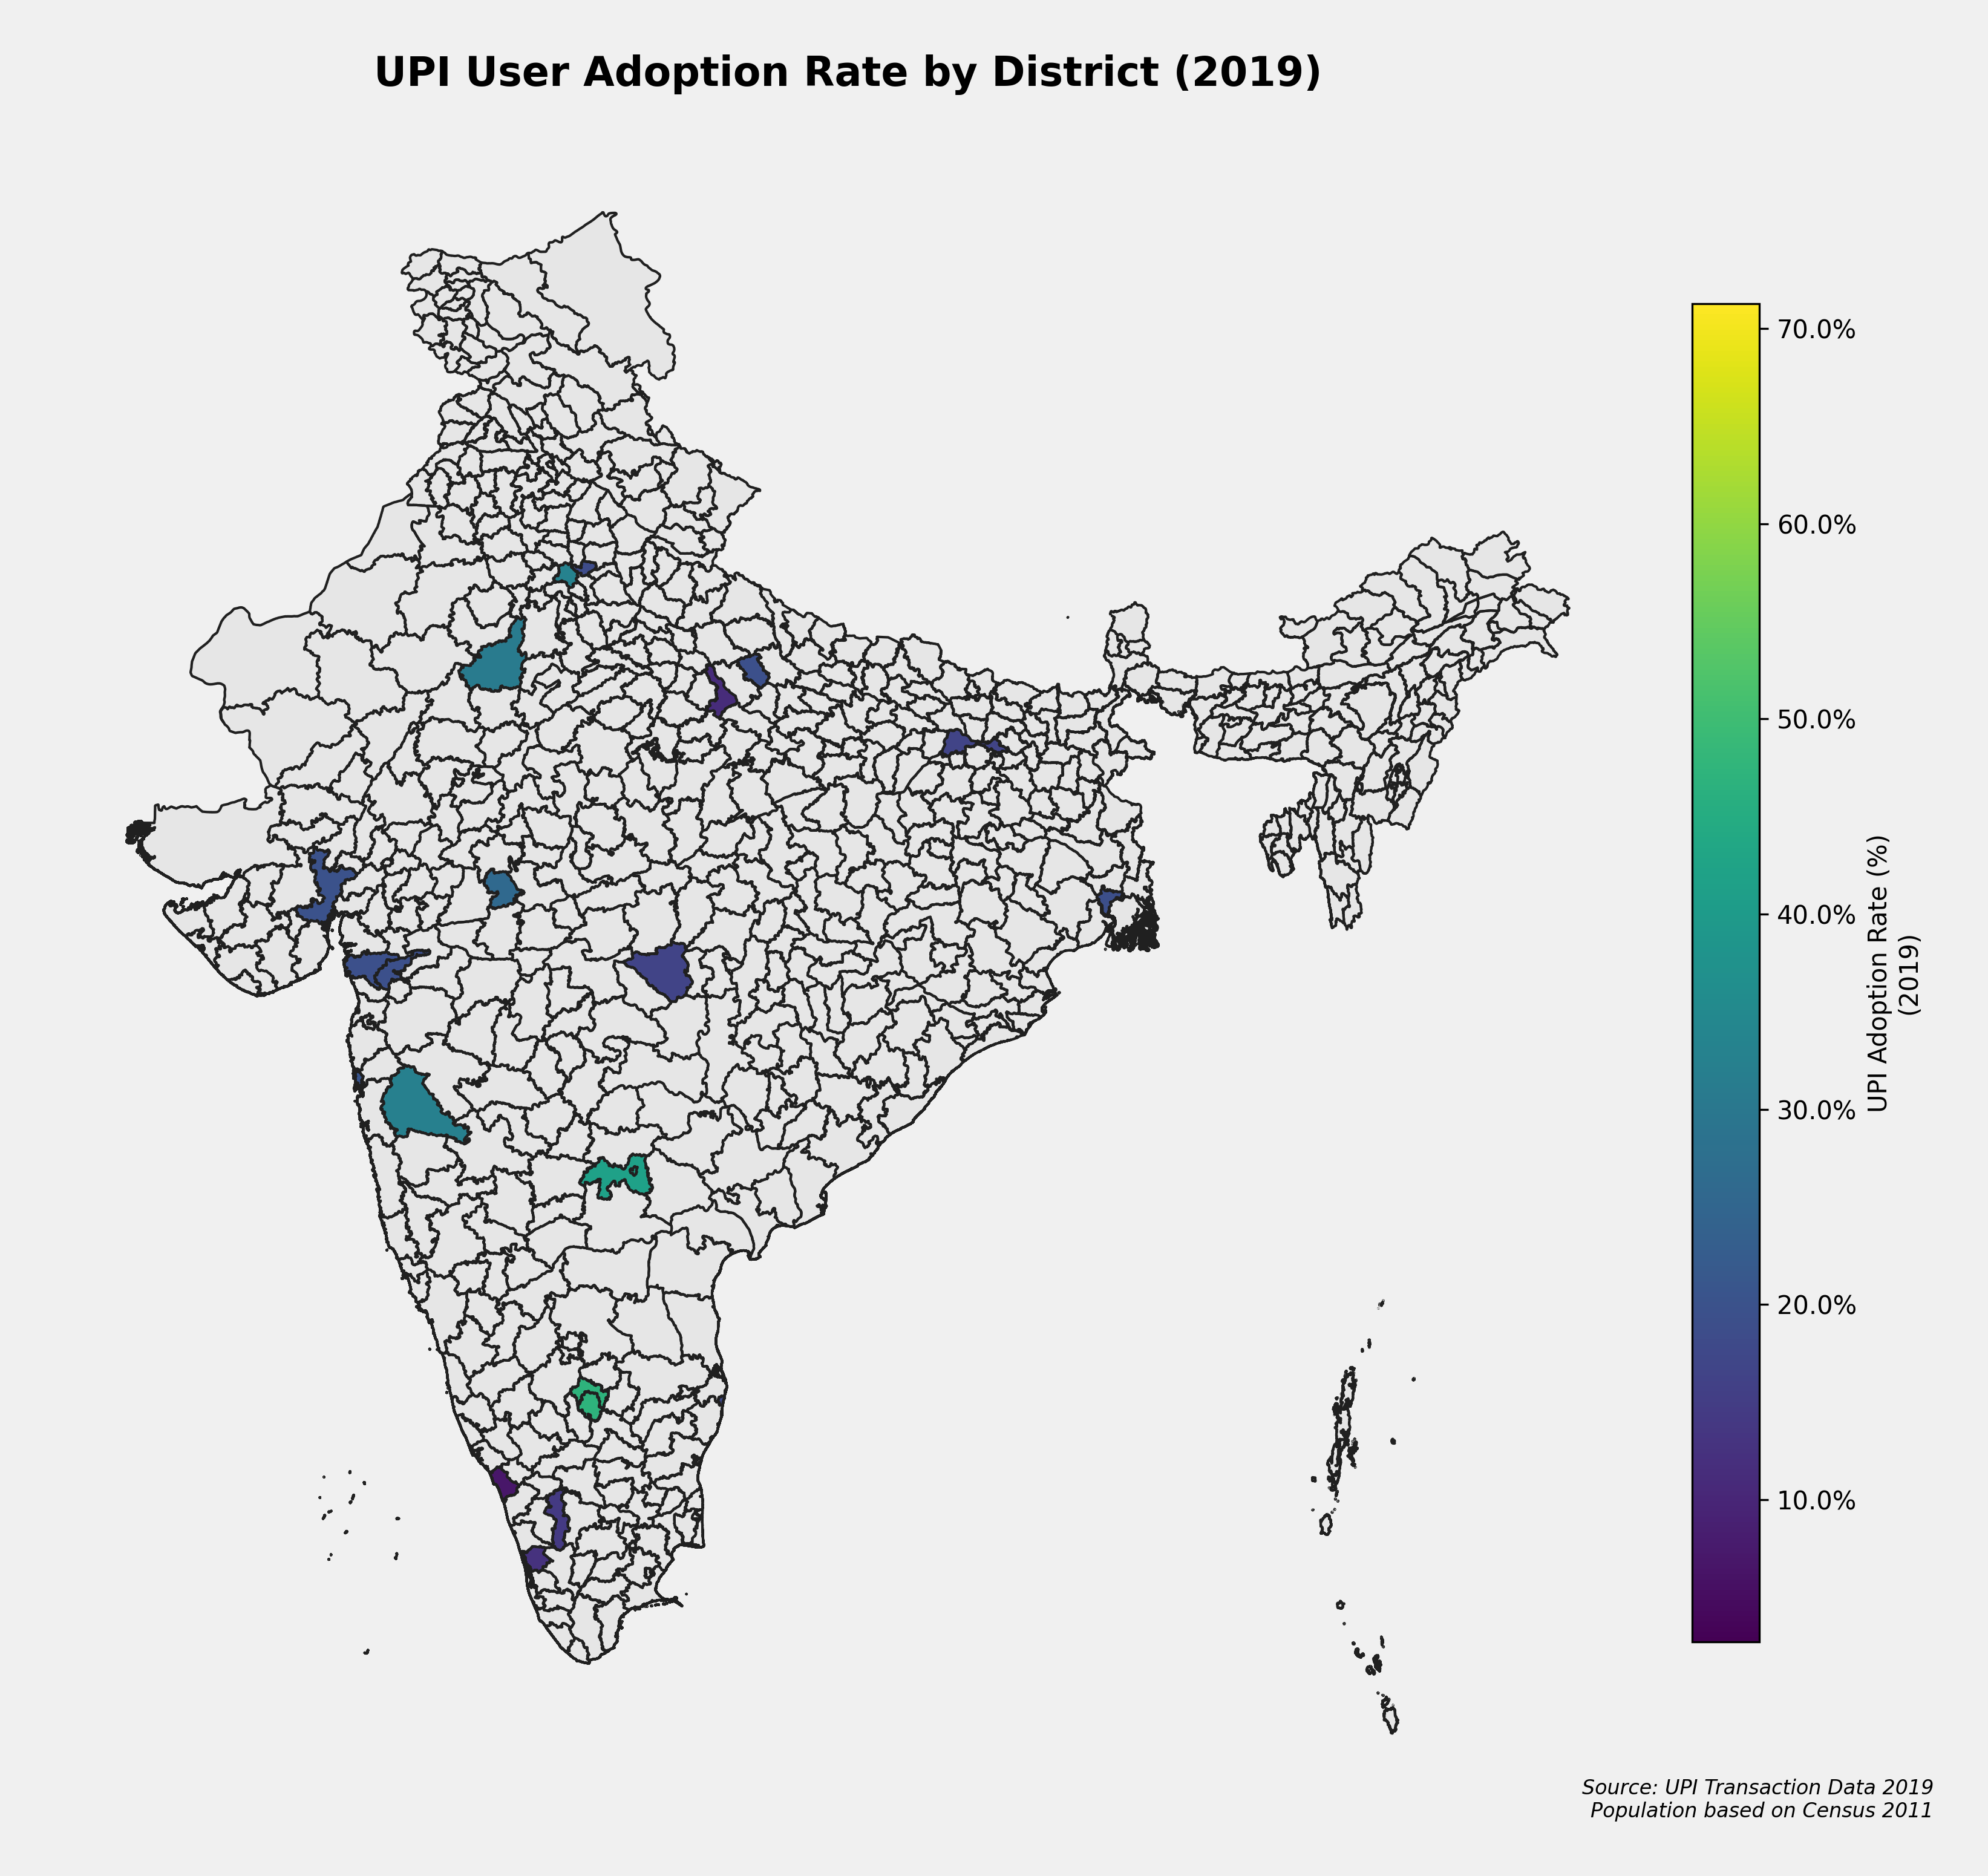 UPI User Adoption Rate by District (2019)
70.0%
60.0%
50.0%
40.0%
30.0%
20.0%
10.0%
UPI Adoption Rate (%)
(2019)
Source: UPI Transaction Data 2019
Population based on Census 2011